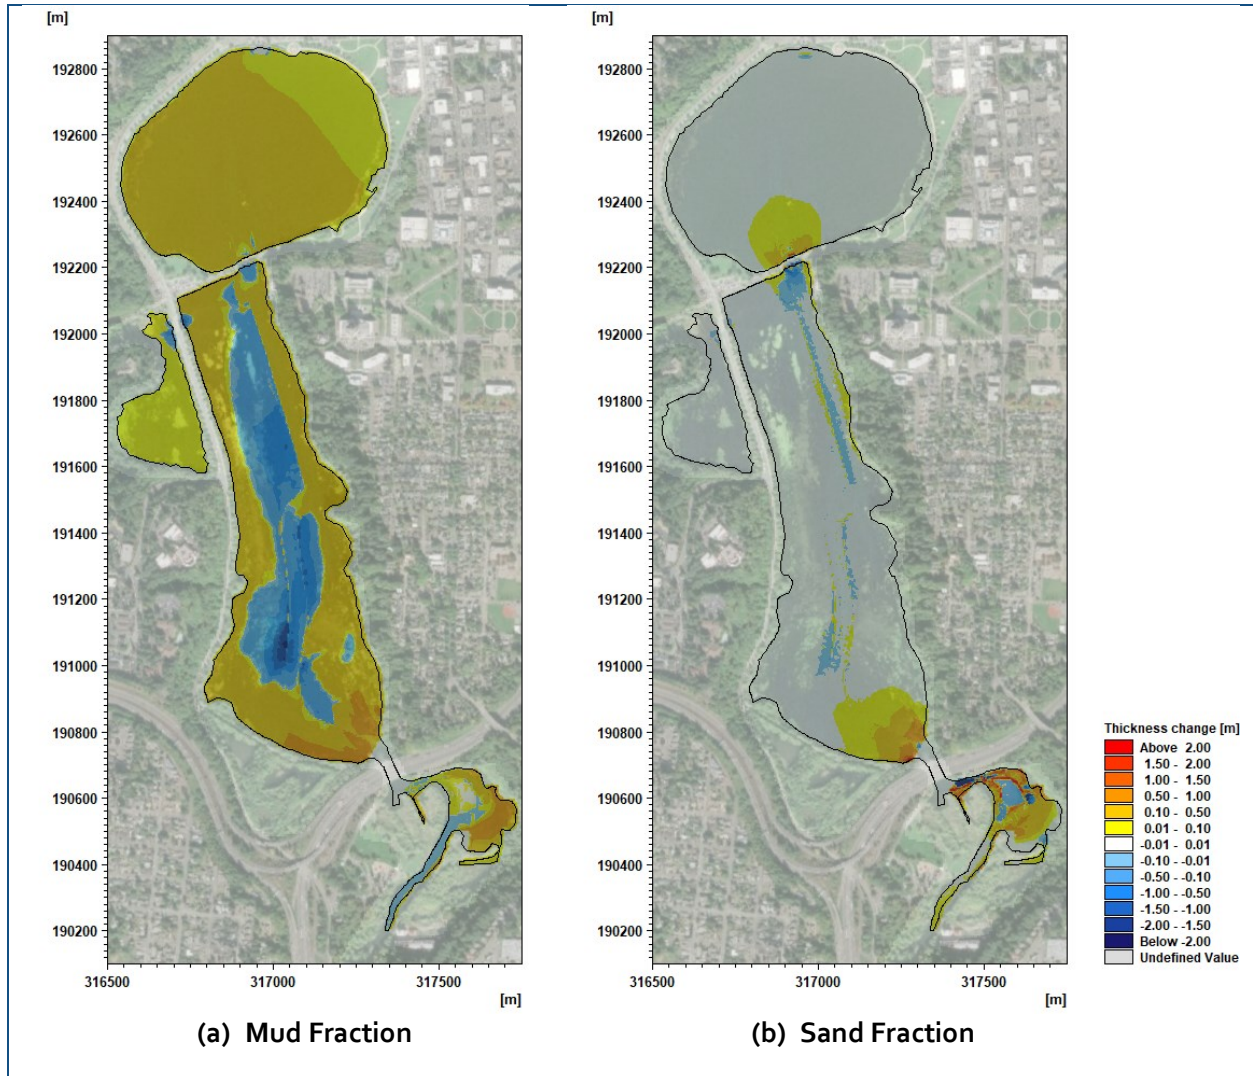 [m]
[m]
192800
192600
192400
192200
192000
191800
191600
191400
191200
191000
190800
190600
190400
190200
316500
317000
317500
[m]
192800
192600
192400
192200
192000
191800
191600
191400
191200
191000
190800
190600
190400
190200
316500
317000
317500
[m]
Thickness change [m]
Above 2.00
1.50 - 2.00
1.00 - 1.50
0.50 - 1.00
0.10 - 0.50
0.01 - 0.10
-0.01 - 0.01
-0.10 - -0.01
-0.50 - -0.10
-1.00 - -0.50
-1.50 - -1.00
-2.00 - -1.50
Below -2.00
Undefined Value
(a) Mud Fraction
(b) Sand Fraction